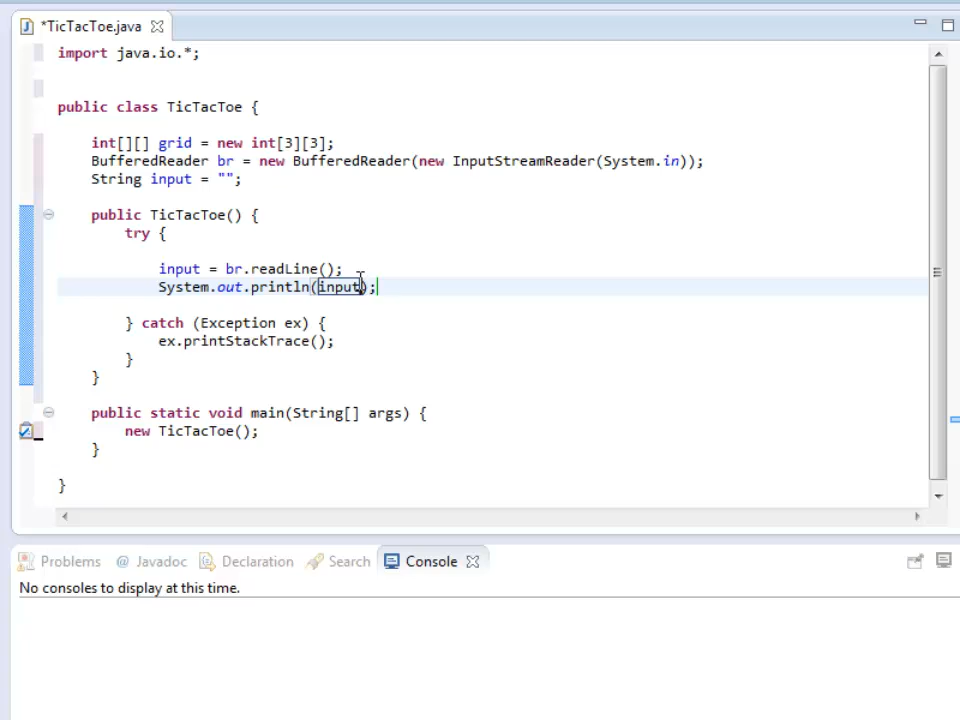 *TicTacToe.java
import java.io.*;
public class TicTacToe {
int[][] grid = new int[3][3];
BufferedReader br = new BufferedReader(new InputStreamReader(System.in));
String input = "";
public TicTacToe() {
try {
input = br.readLine();
System.out.println(input);
} catch (Exception ex) {
ex.printStackTrace();
}
}
public static void main(String[] args) {
new TicTacToe();
}
}
Problems @ Javadoc Declaration Search Console
No consoles to display at this time.